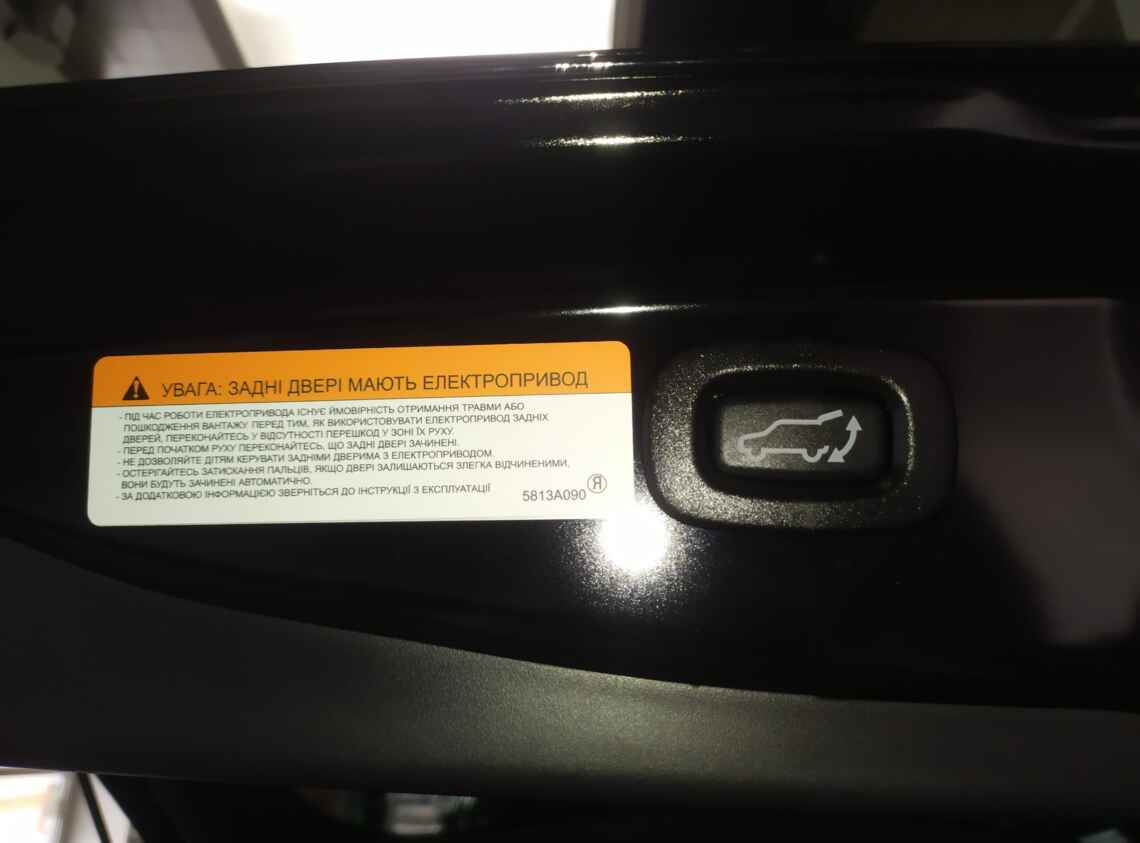 УВАГА: ЗАДНІ ДВЕРІ МАЮТЬ ЕЛЕКТРОПРИВОД
- ПІД ЧАС РОБОТИ ЕЛЕКТРОПРИВОДА ІСНУЄ ЙМОВІРНІСТЬ ОТРИМАННЯ ТРАВМИ АБО
ПОШКОДЖЕННЯ ВАНТАЖУ. ПЕРЕД ТИМ, ЯК ВИКОРИСТОВУВАТИ ЕЛЕКТРОПРИВОД ЗАДНІХ
ДВЕРЕЙ, ПЕРЕКОНАЙТЕСЬ У ВІДСУТНОСТІ ПЕРЕШКОД У ЗОНІ ЇХ РУХУ.
- ПЕРЕД ПОЧАТКОМ РУХУ ПЕРЕКОНАЙТЕСЬ, ЩО ЗАДНІ ДВЕРІ ЗАЧИНЕНІ.
- НЕ ДОЗВОЛЯЙТЕ ДІТЯМ КЕРУВАТИ ЗАДНІМИ ДВЕРИМА З ЕЛЕКТРОПРИВОДОМ.
- ОСТЕРІГАЙТЕСЬ ЗАТИСКАННЯ ПАЛЬЦІВ, ЯКЩО ДВЕРІ ЗАЛИШАЮТЬСЯ ЗЛЕГКА ВІДЧИНЕНИМИ,
ВОНИ БУДУТЬ ЗАЧИНЕНІ АВТОМАТИЧНО.
- ЗА ДОДАТКОВОЮ ІНФОРМАЦІЄЮ ЗВЕРНІТЬСЯ ДО ІНСТРУКЦІЇ З ЕКСПЛУАТАЦІЇ
5813A090 Я